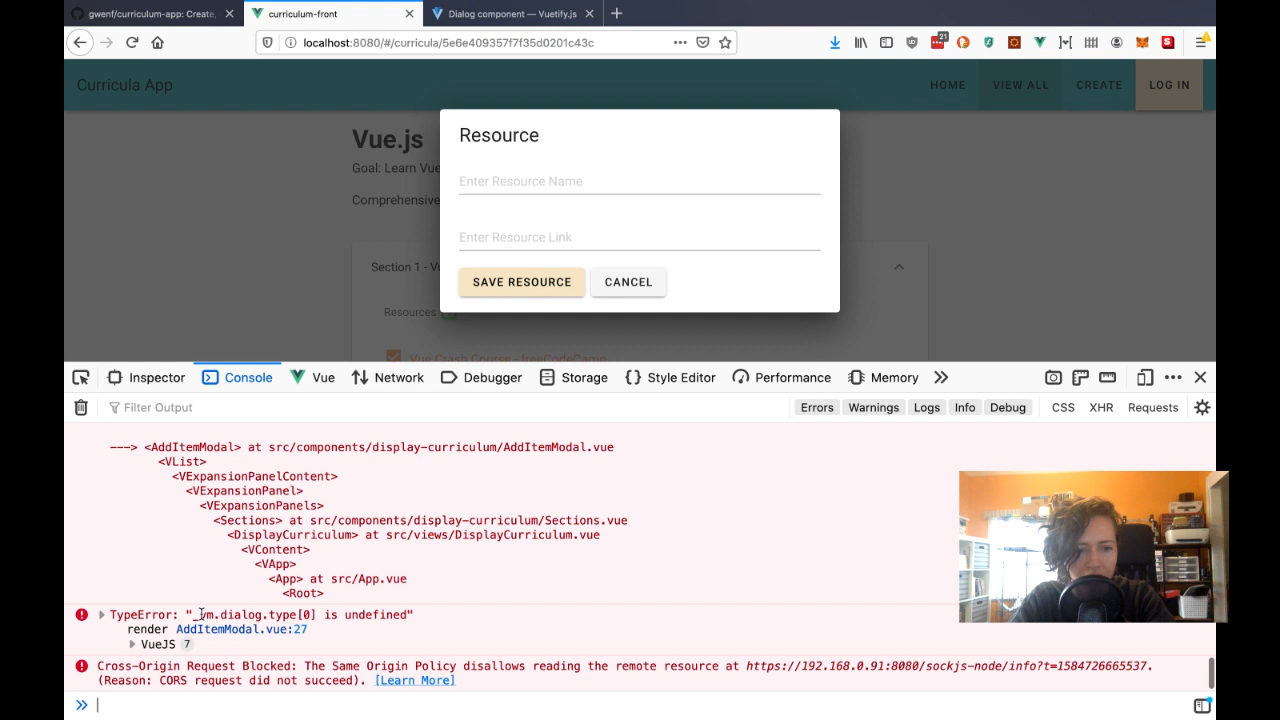 gwenf/curriculum-app: Create,
curriculum-front
Dialog component — Vuetify.js
localhost:8080/#/curricula/5e6e409357f7f35d0201c43c
21
Curricula App
HOME
VIEW ALL
CREATE
LOG IN
Vue.js
Goal: Learn Vue
Comprehensive
Section 1 - V
Resources
Vue Crash Course - freeCodeCamp
Resource
Enter Resource Name
Enter Resource Link
SAVE RESOURCE
CANCEL
Inspector
Console
Vue
Network
Debugger
Storage
Style Editor
Performance
Memory
Filter Output
Errors
Warnings
Logs
Info
Debug
CSS
XHR
Requests
---> <AddItemModal> at src/components/display-curriculum/AddItemModal.vue
<VList>
<VExpansionPanelContent>
<VExpansionPanel>
<VExpansionPanels>
<Sections> at src/components/display-curriculum/Sections.vue
<DisplayCurriculum> at src/views/DisplayCurriculum.vue
<VContent>
<VApp>
<App> at src/App.vue
<Root>
TypeError: "_vm.dialog.type[0] is undefined"
render AddItemModal.vue:27
VueJS 7
Cross-Origin Request Blocked: The Same Origin Policy disallows reading the remote resource at https://192.168.0.91:8080/sockjs-node/info?t=1584726665537.
(Reason: CORS request did not succeed). [Learn More]